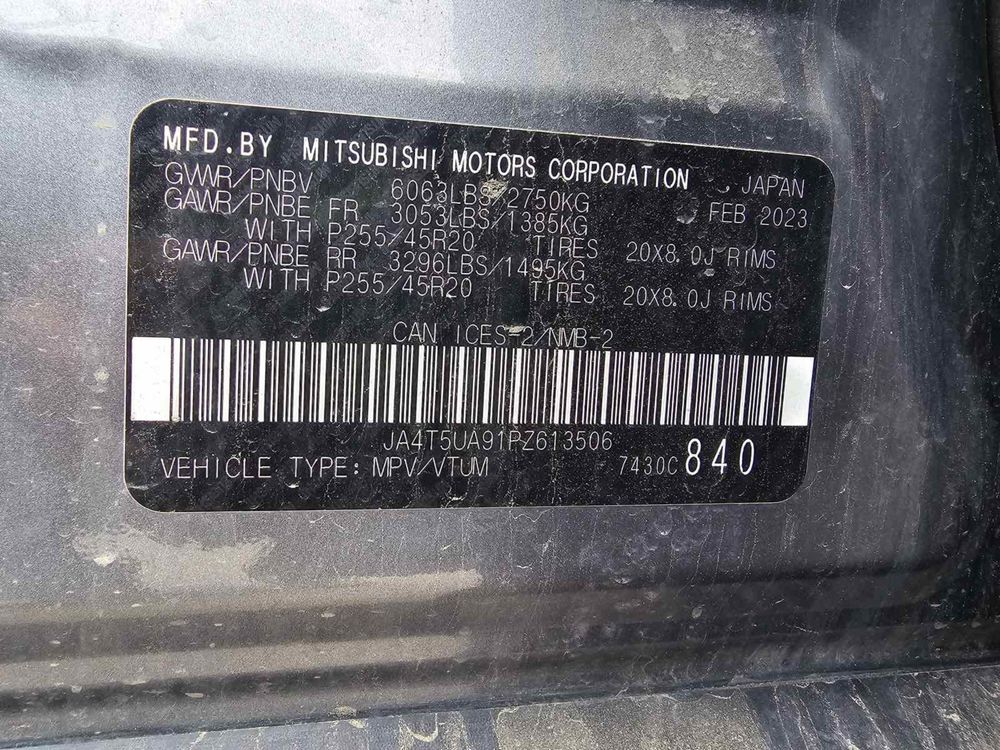 MFD.BY MITSUBISHI MOTORS CORPORATION JAPAN
GVWR/PNBV 6063LBS/2750KG FEB 2023
GAWR/PNBE FR 3053LBS/1385KG
WITH P255/45R20 TIRES 20X8.0J RIMS
GAWR/PNBE RR 3296LBS/1495KG
WITH P255/45R20 TIRES 20X8.0J RIMS
CAN ICES-2/NMB-2
JA4T5UA91PZ613506
VEHICLE TYPE: MPV/VTUM 7430C 840